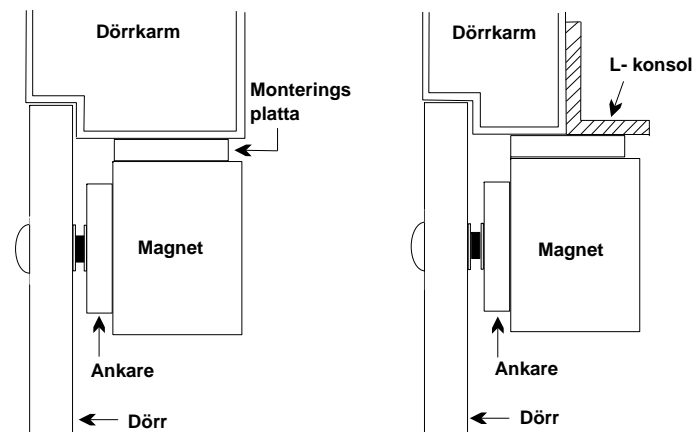 Dörrkarm
Monterings
platta
Magnet
Ankare
Dörr
Dörrkarm
L- konsol
Magnet
Ankare
Dörr